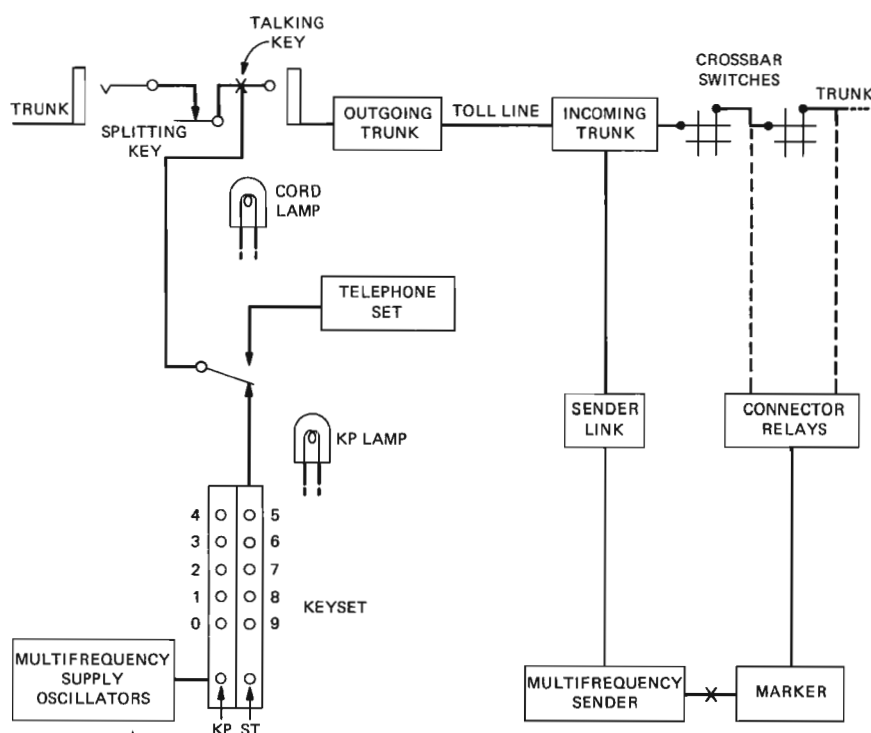 TALKING
KEY
TRUNK
SPLITTING
KEY
OUTGOING
TRUNK
TOLL LINE
INCOMING
TRUNK
CROSSBAR
SWITCHES
TRUNK
CORD
LAMP
TELEPHONE
SET
KP LAMP
SENDER
LINK
CONNECTOR
RELAYS
4 5
3 6
2 7
1 8
0 9
KEYSET
MULTIFREQUENCY
SUPPLY
OSCILLATORS
KP ST
MULTIFREQUENCY
SENDER
MARKER